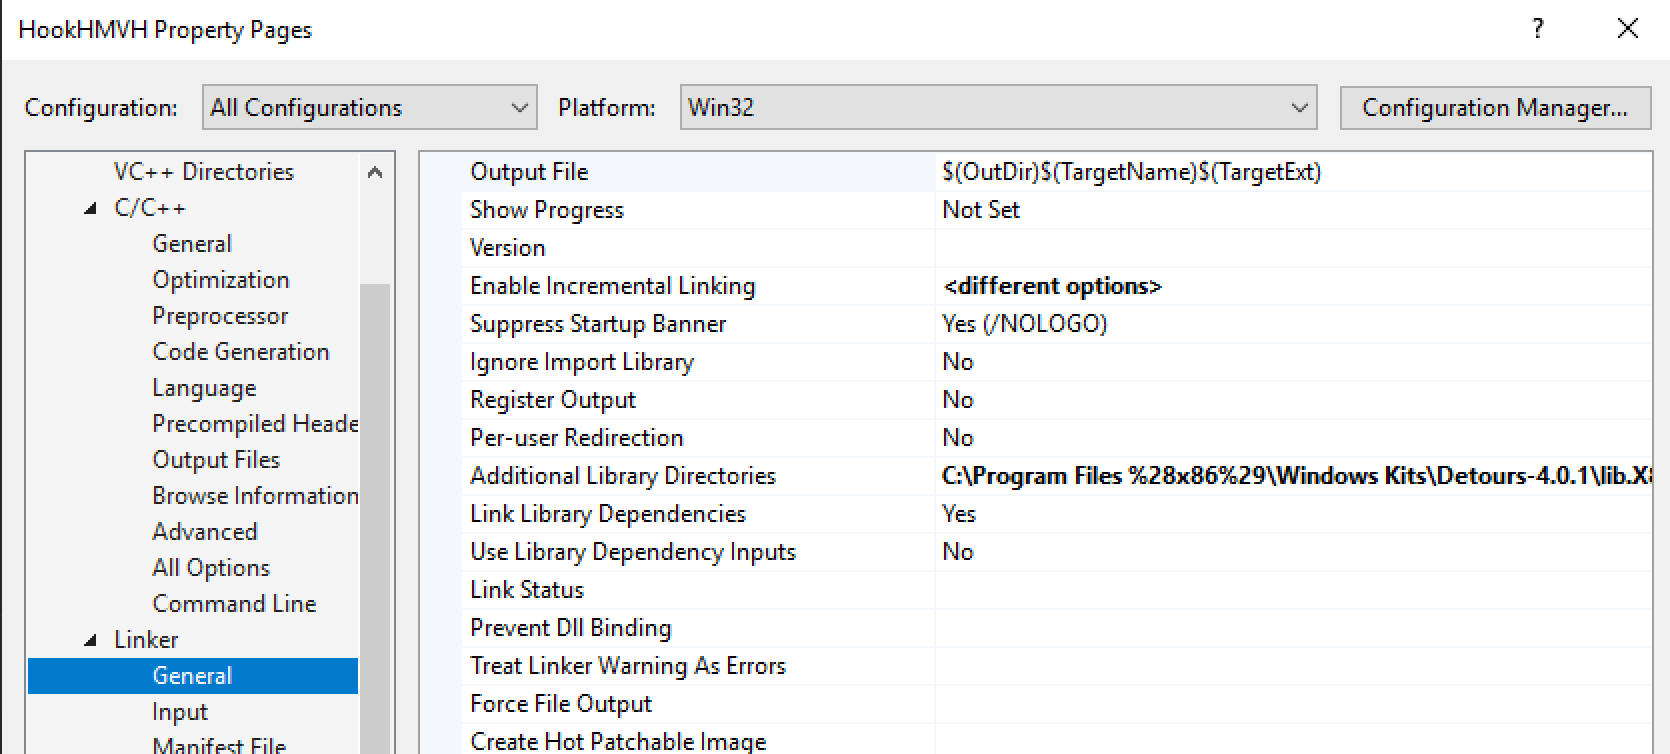 HookHMVH Property Pages
Configuration: All Configurations Platform: Win32 Configuration Manager...
VC++ Directories
C/C++
General
Optimization
Preprocessor
Code Generation
Language
Precompiled Heade
Output Files
Browse Information
Advanced
All Options
Command Line
Linker
General
Input
Manifest File
Output File $(OutDir)$(TargetName)$(TargetExt)
Show Progress Not Set
Version
Enable Incremental Linking <different options>
Suppress Startup Banner Yes (/NOLOGO)
Ignore Import Library No
Register Output No
Per-user Redirection No
Additional Library Directories C:\Program Files %28x86%29\Windows Kits\Detours-4.0.1\lib.X8
Link Library Dependencies Yes
Use Library Dependency Inputs No
Link Status
Prevent Dll Binding
Treat Linker Warning As Errors
Force File Output
Create Hot Patchable Image